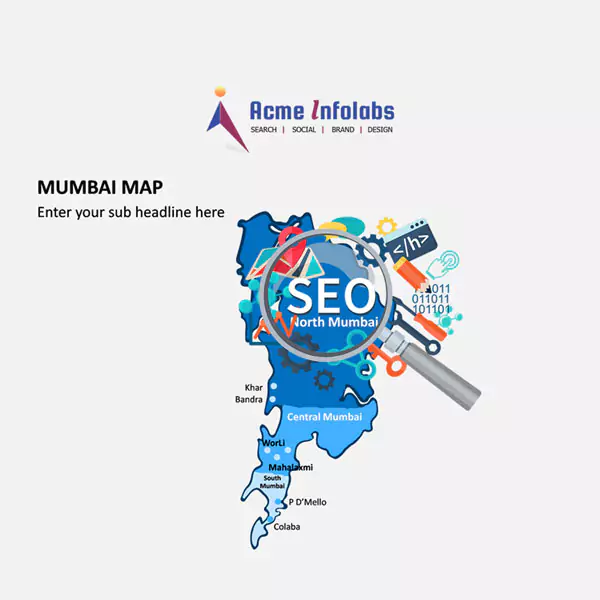 Acme Infolabs
SEARCH | SOCIAL | BRAND | DESIGN
MUMBAI MAP
Enter your sub headline here
</h>
SEO
North Mumbai
011011
101101
Khar
Bandra
Central Mumbai
WorLi
Mahalaxmi
South
Mumbai
P D'Mello
Colaba